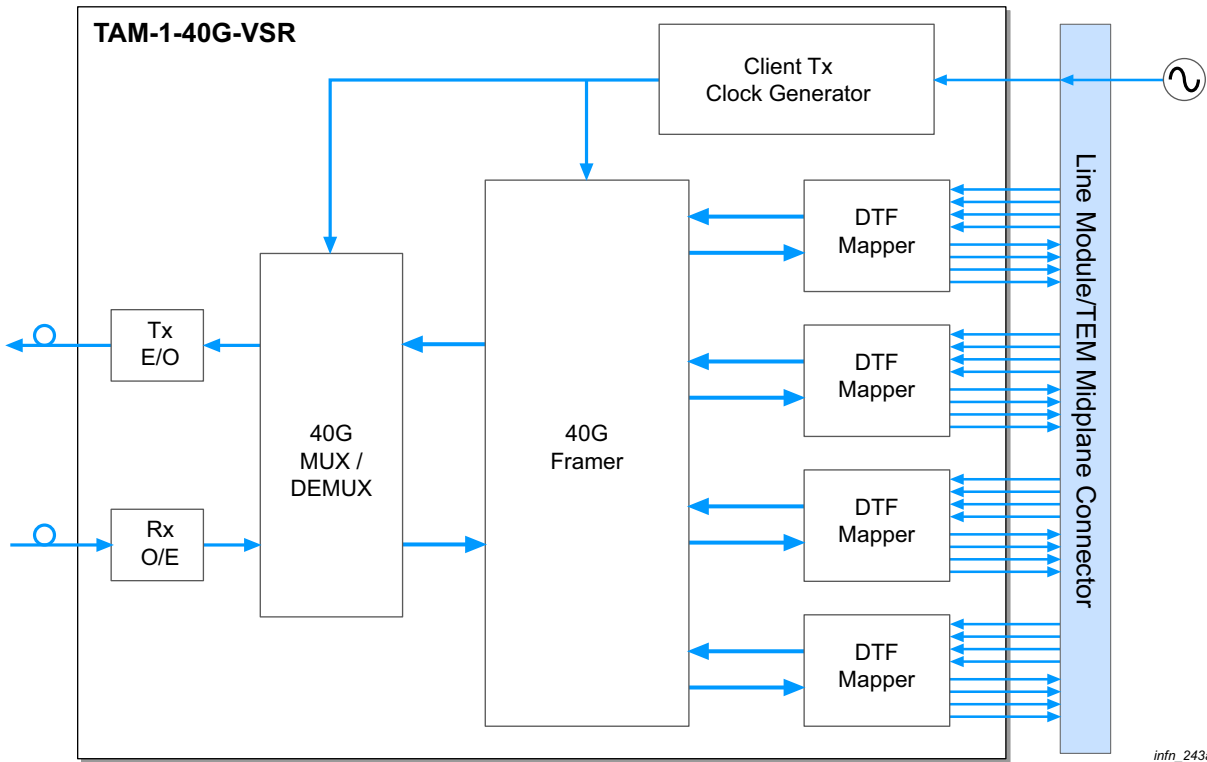 TAM-1-40G-VSR
Client Tx
Clock Generator
Line Module/TEM Midplane Connector
DTF
Mapper
Tx
E/O
DTF
Mapper
40G
MUX /
DEMUX
40G
Framer
Rx
O/E
DTF
Mapper
DTF
Mapper